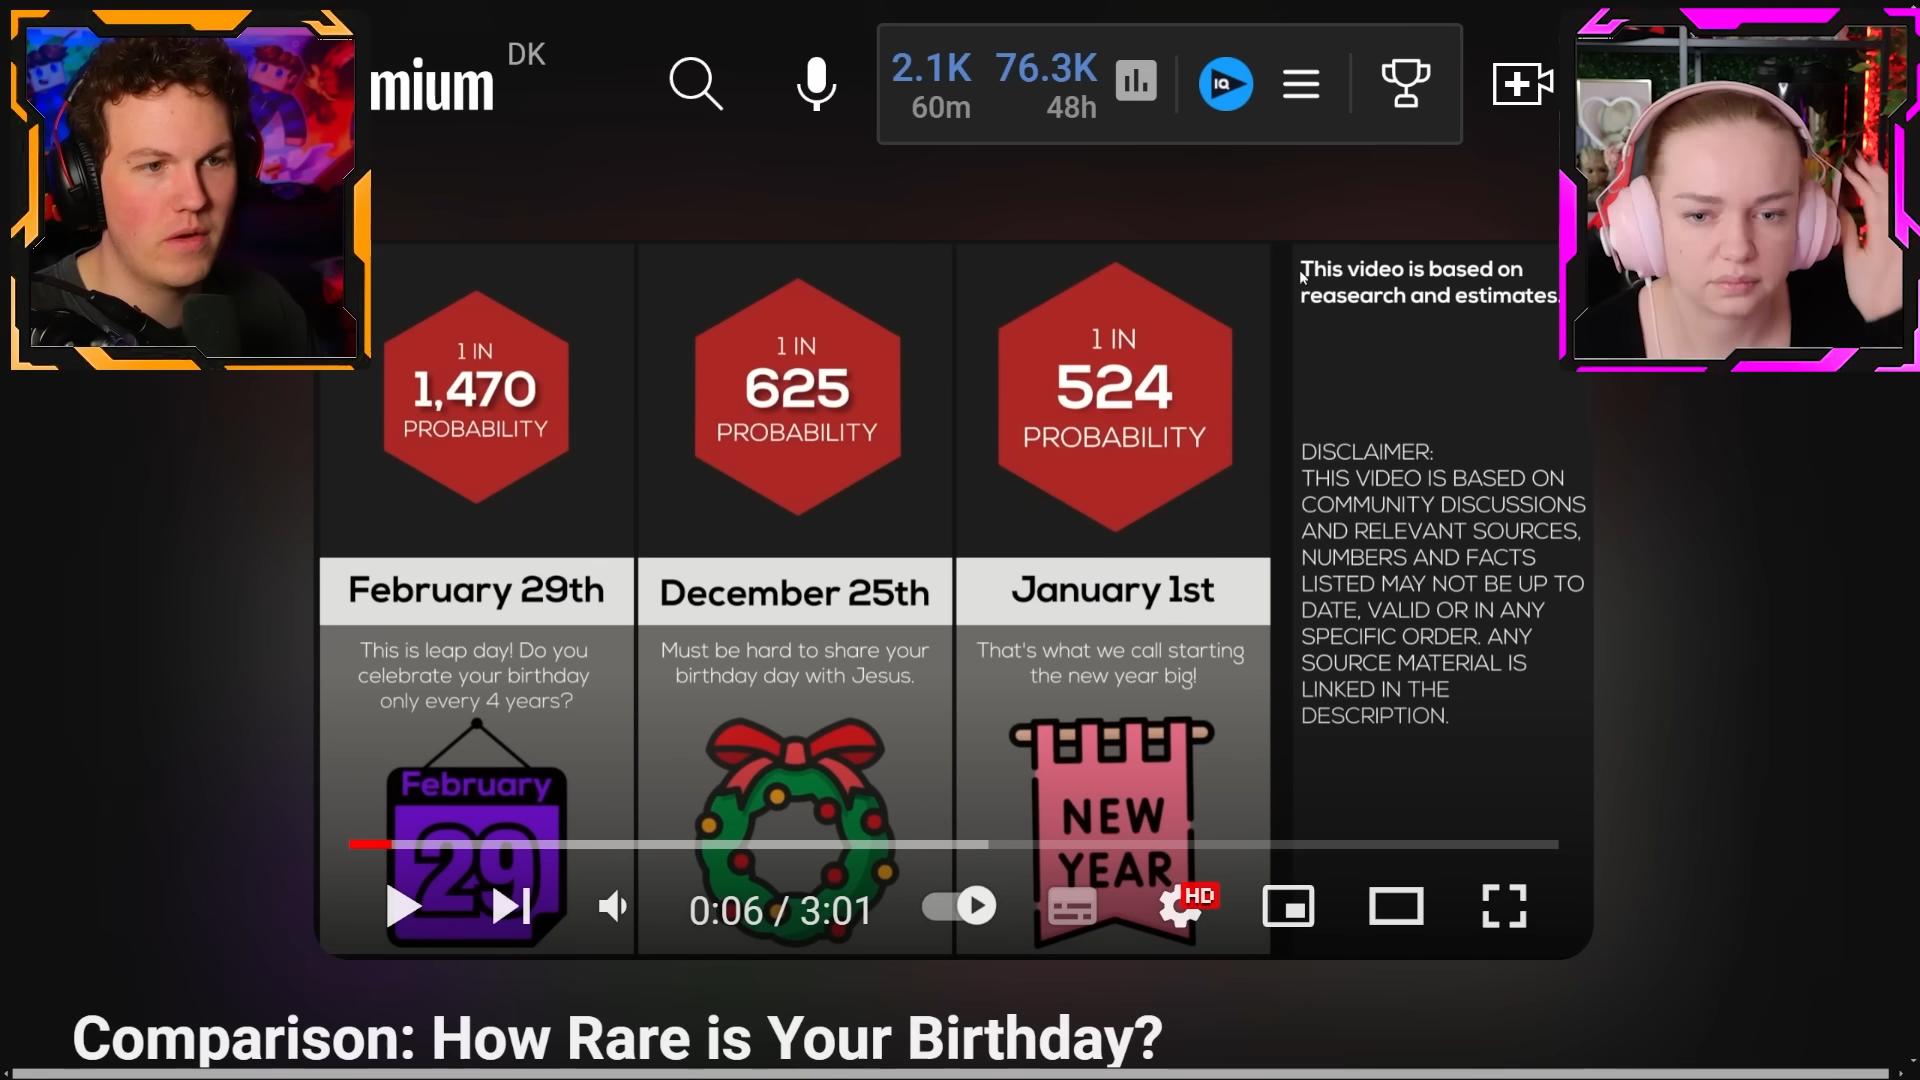 mium DK
2.1K 76.3K
60m 48h
IQ
1 IN
1,470
PROBABILITY
February 29th
This is leap day! Do you
celebrate your birthday
only every 4 years?
February
29
1 IN
625
PROBABILITY
December 25th
Must be hard to share your
birthday day with Jesus.
1 IN
524
PROBABILITY
January 1st
That's what we call starting
the new year big!
NEW
YEAR
This video is based on
reasearch and estimates.
DISCLAIMER:
THIS VIDEO IS BASED ON
COMMUNITY DISCUSSIONS
AND RELEVANT SOURCES,
NUMBERS AND FACTS
LISTED MAY NOT BE UP TO
DATE, VALID OR IN ANY
SPECIFIC ORDER. ANY
SOURCE MATERIAL IS
LINKED IN THE
DESCRIPTION.
0:06 / 3:01
HD
Comparison: How Rare is Your Birthday?